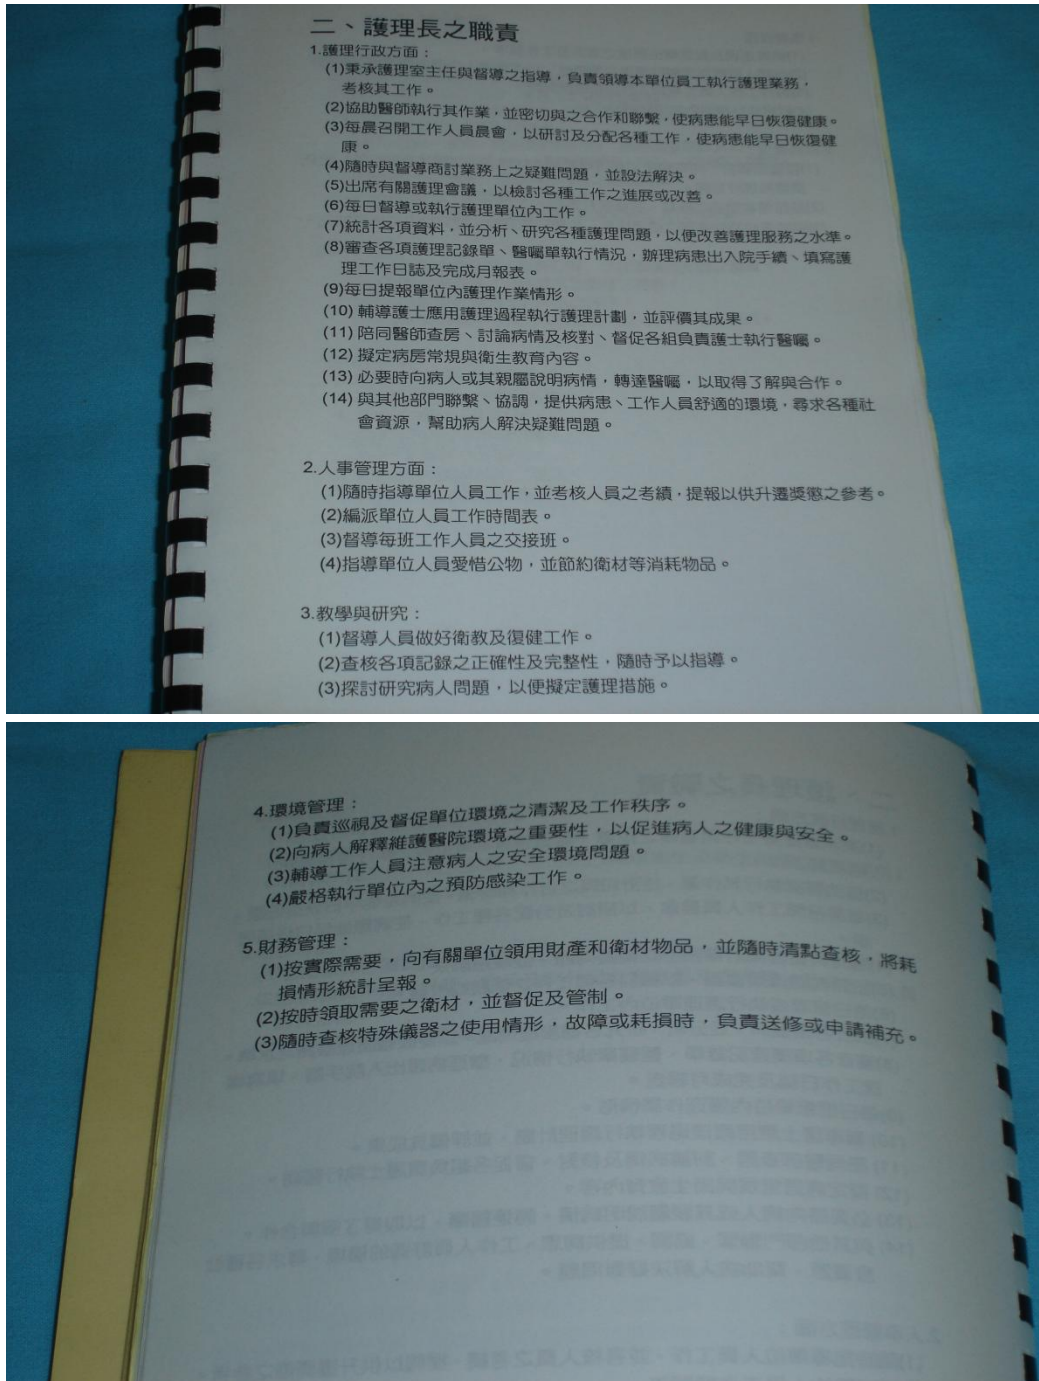 二、護理長之職責
1.護理行政方面：
(1)秉承護理室主任與督導之指導，負責領導本單位員工執行護理業務，
考核其工作。
(2)協助醫師執行其作業，並密切與之合作和聯繫，使病患能早日恢復健康。
(3)每晨召開工作人員晨會，以研討及分配各種工作，使病患能早日恢復健
康。
(4)隨時與督導商討業務上之疑難問題，並設法解決。
(5)出席有關護理會議，以檢討各種工作之進展或改善。
(6)每日督導或執行護理單位內工作。
(7)統計各項資料，並分析、研究各種護理問題，以便改善護理服務之水準。
(8)審查各項護理記錄單、醫囑單執行情況，辦理病患出入院手續、填寫護
理工作日誌及完成月報表。
(9)每日提報單位內護理作業情形。
(10) 輔導護士應用護理過程執行護理計劃，並評價其成果。
(11) 陪同醫師查房、討論病情及核對、督促各組負責護士執行醫囑。
(12) 擬定病房常規與衛生教育內容。
(13) 必要時向病人或其親屬說明病情，轉達醫囑，以取得了解與合作。
(14) 與其他部門聯繫、協調，提供病患、工作人員舒適的環境，尋求各種社
會資源，幫助病人解決疑難問題。
2.人事管理方面：
(1)隨時指導單位人員工作，並考核人員之考績，提報以供升遷獎懲之參考。
(2)編派單位人員工作時間表。
(3)督導每班工作人員之交接班。
(4)指導單位人員愛惜公物，並節約衛材等消耗物品。
3.教學與研究：
(1)督導人員做好衛教及復健工作。
(2)查核各項記錄之正確性及完整性，隨時予以指導。
(3)探討研究病人問題，以便擬定護理措施。
4.環境管理：
(1)負責巡視及督促單位環境之清潔及工作秩序。
(2)向病人解釋維護醫院環境之重要性，以促進病人之健康與安全。
(3)輔導工作人員注意病人之安全環境問題。
(4)嚴格執行單位內之預防感染工作。
5.財務管理：
(1)按實際需要，向有關單位領用財產和衛材物品，並隨時清點查核，將耗
損情形統計呈報。
(2)按時領取需要之衛材，並督促及管制。
(3)隨時查核特殊儀器之使用情形，故障或耗損時，負責送修或申請補充。